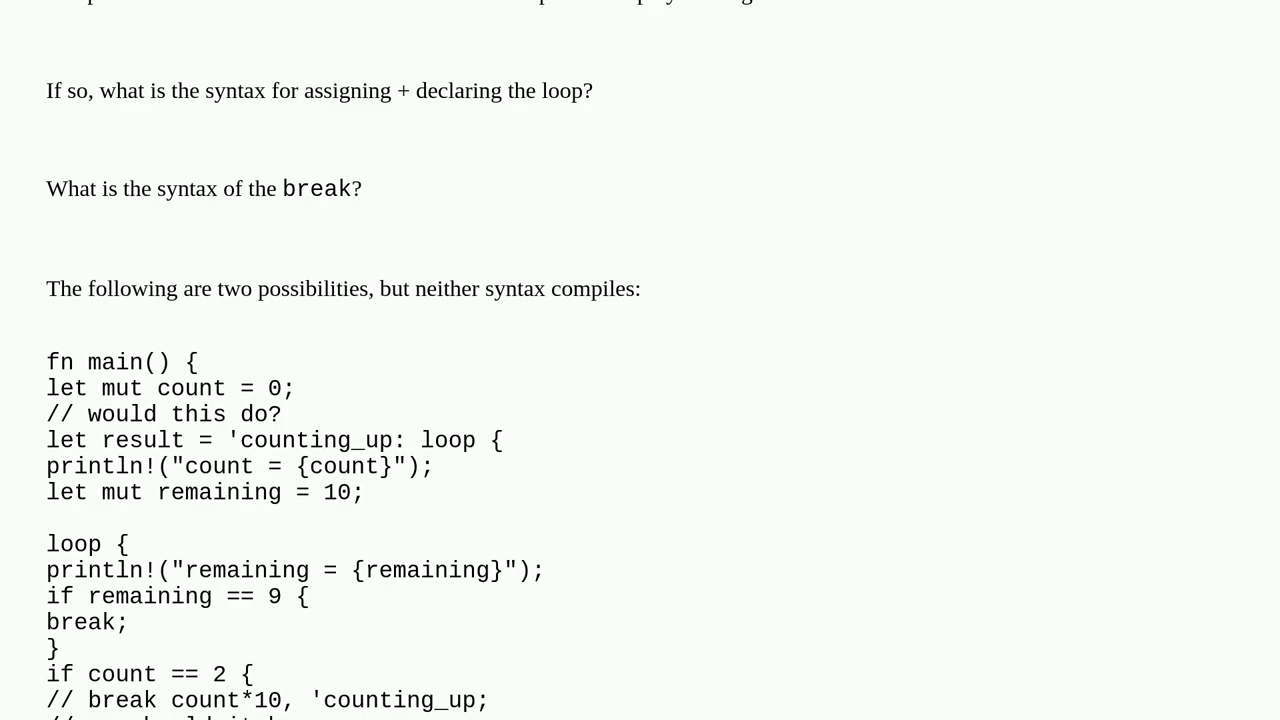 If so, what is the syntax for assigning + declaring the loop?
What is the syntax of the break?
The following are two possibilities, but neither syntax compiles:
fn main() {
let mut count = 0;
// would this do?
let result = 'counting_up: loop {
println!("count = {count}");
let mut remaining = 10;
loop {
println!("remaining = {remaining}");
if remaining == 9 {
break;
}
if count == 2 {
// break count*10, 'counting_up;